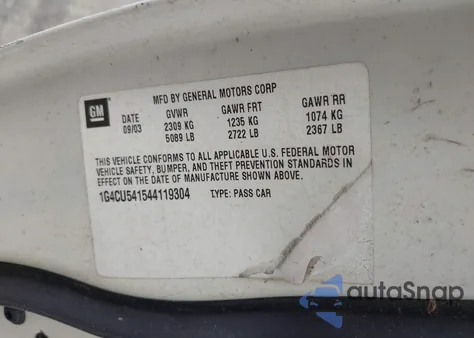 MFD BY GENERAL MOTORS CORP
GM DATE GVWR GAWR FRT GAWR RR
09/03 2309 KG 1235 KG 1074 KG
5089 LB 2722 LB 2367 LB
THIS VEHICLE CONFORMS TO ALL APPLICABLE U.S. FEDERAL MOTOR
VEHICLE SAFETY, BUMPER, AND THEFT PREVENTION STANDARDS IN
EFFECT ON THE DATE OF MANUFACTURE SHOWN ABOVE.
1G4CU541544119304 TYPE: PASS CAR
autoSnap